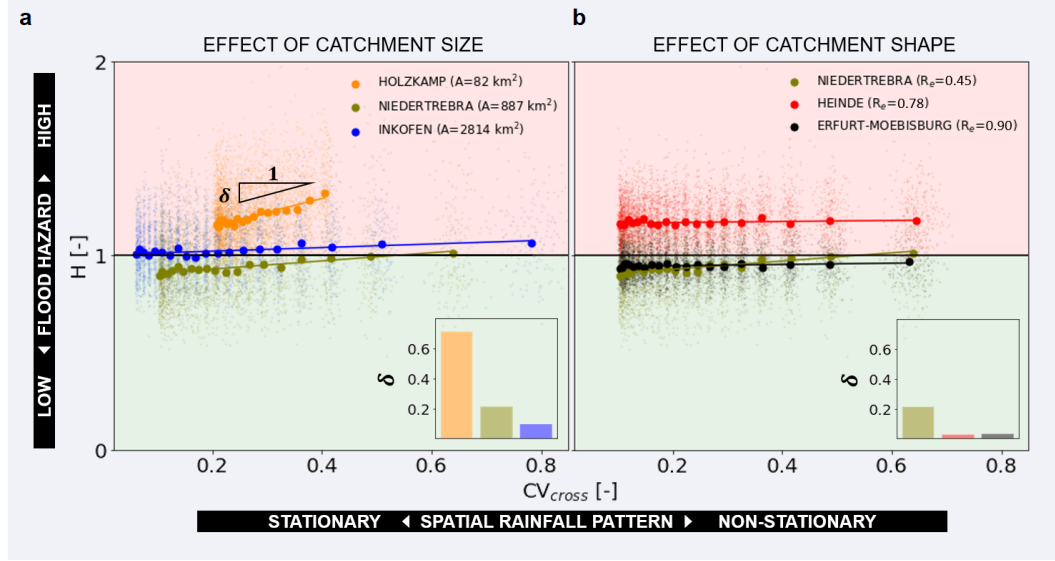 a
b
EFFECT OF CATCHMENT SIZE
EFFECT OF CATCHMENT SHAPE
HOLZKAMP (A=82 km²)
NIEDERTREBRA (A=887 km²)
INKOFEN (A=2814 km²)
NIEDERTREBRA (Rₑ=0.45)
HEINDE (Rₑ=0.78)
ERFURT-MOEBISBURG (Rₑ=0.90)
LOW ◄ FLOOD HAZARD ► HIGH
H [-]
2
1
0
δ
1
δ
0.6
0.4
0.2
δ
0.6
0.4
0.2
0.2
0.4
0.6
0.8
0.2
0.4
0.6
0.8
CV_cross [-]
STATIONARY ◄ SPATIAL RAINFALL PATTERN ► NON-STATIONARY